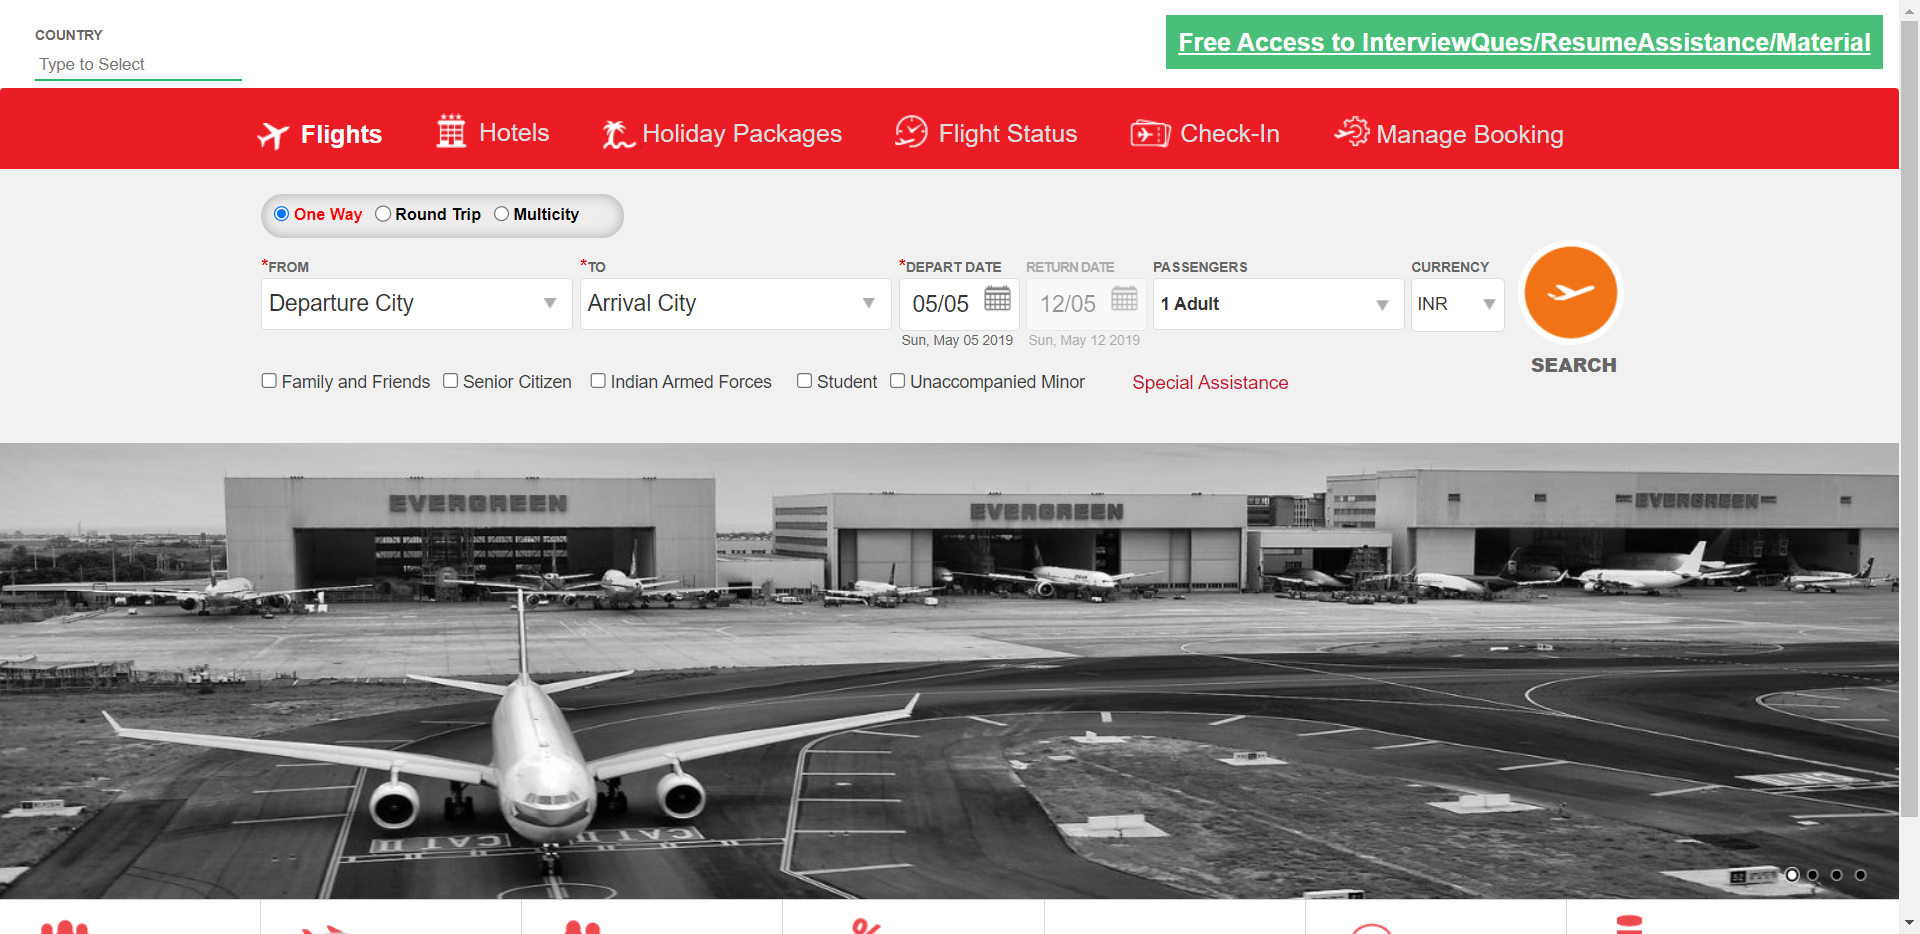 COUNTRY
Type to Select
Free Access to InterviewQues/ResumeAssistance/Material
Flights
Hotels
Holiday Packages
Flight Status
Check-In
Manage Booking
One Way
Round Trip
Multicity
*FROM
*TO
*DEPART DATE
RETURN DATE
PASSENGERS
CURRENCY
Departure City
Arrival City
05/05
12/05
1 Adult
INR
Sun, May 05 2019
Sun, May 12 2019
SEARCH
Family and Friends
Senior Citizen
Indian Armed Forces
Student
Unaccompanied Minor
Special Assistance
EVERGREEN
EVERGREEN
EVERGREEN
CAT II
CAT II
%